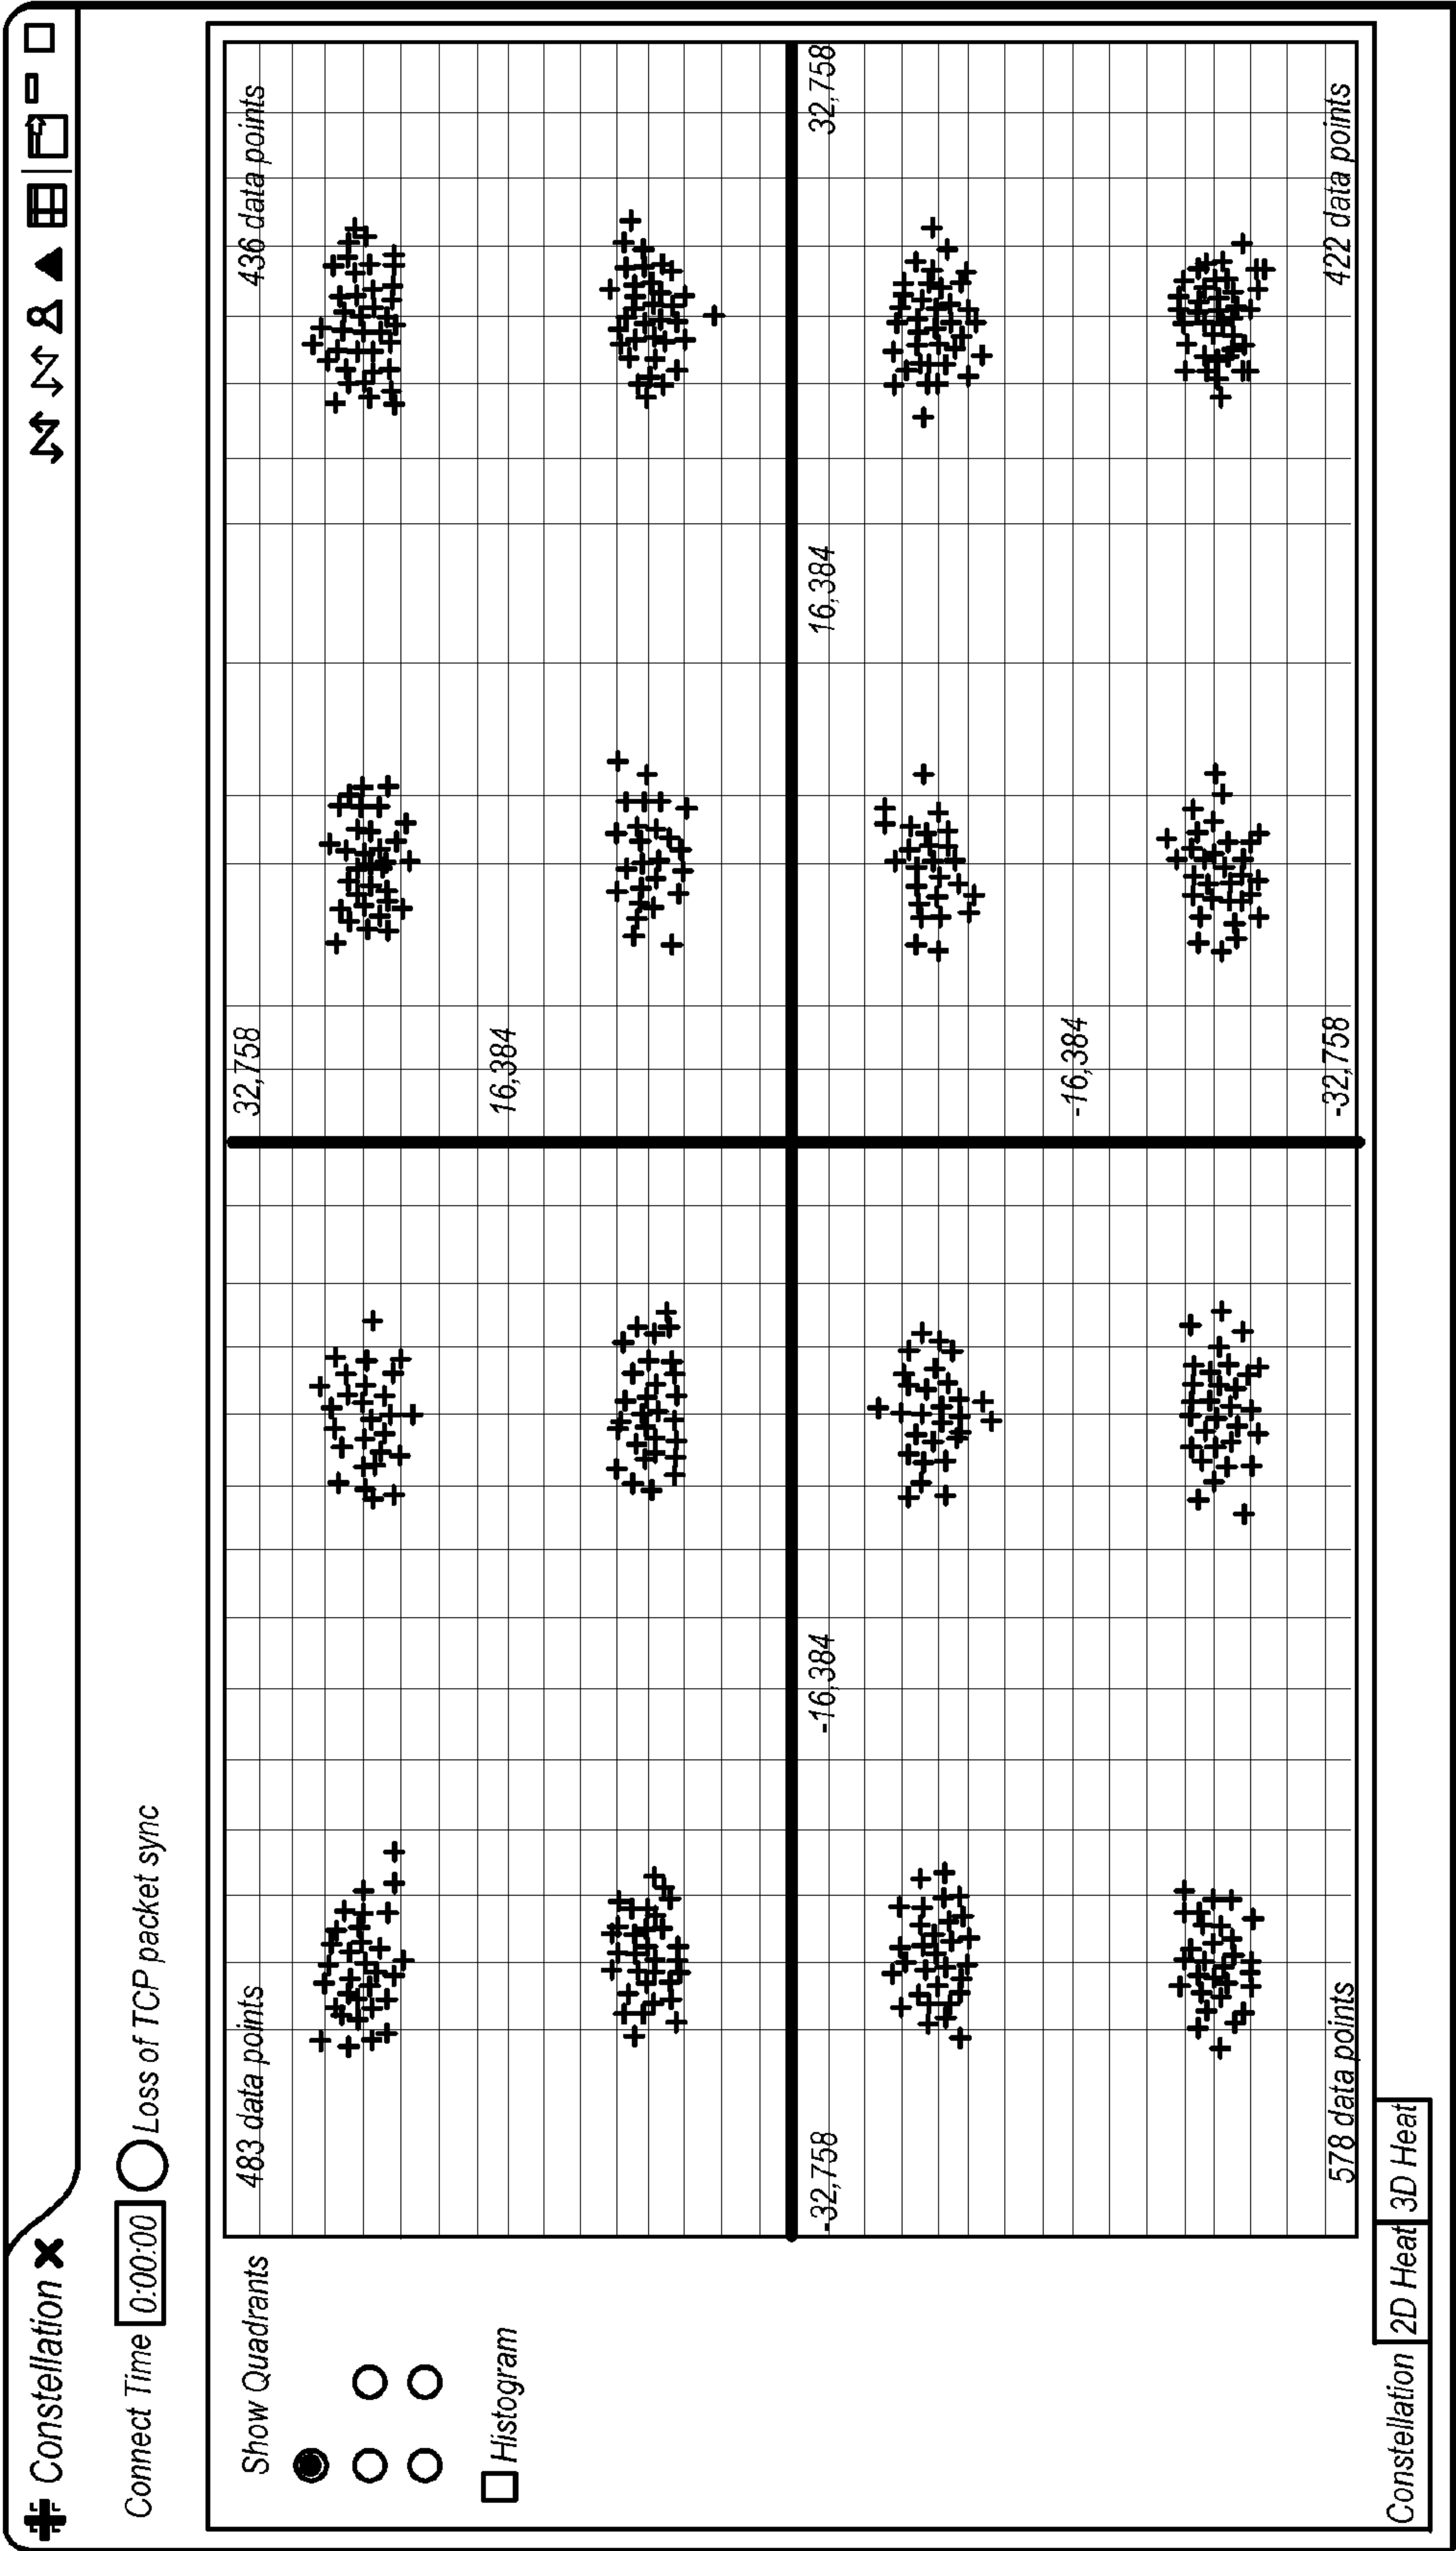 Constellation
Connect Time 0:00:00 Loss of TCP packet sync
Show Quadrants
Histogram
483 data points
32,758
436 data points
16,384
-32,758
-16,384
16,384
32,758
-16,384
578 data points
-32,758
422 data points
Constellation
2D Heat
3D Heat